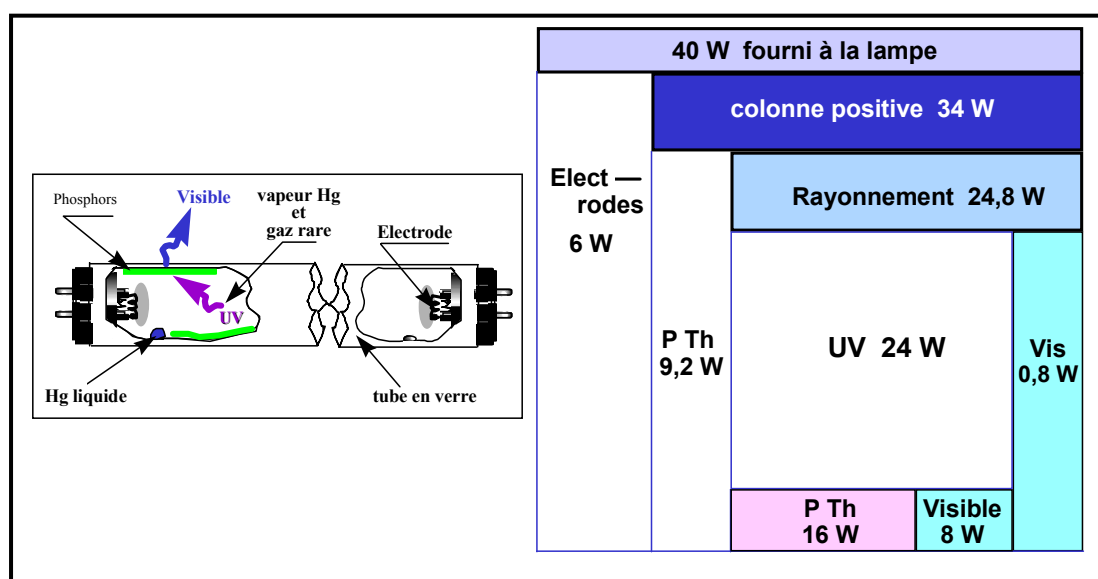 Phosphors
Visible
vapeur Hg
et
gaz rare
Electrode
UV
Hg liquide
tube en verre
40 W fourni à la lampe
colonne positive 34 W
Elect —
rodes
6 W
Rayonnement 24,8 W
P Th
9,2 W
UV 24 W
Vis
0,8 W
P Th
16 W
Visible
8 W